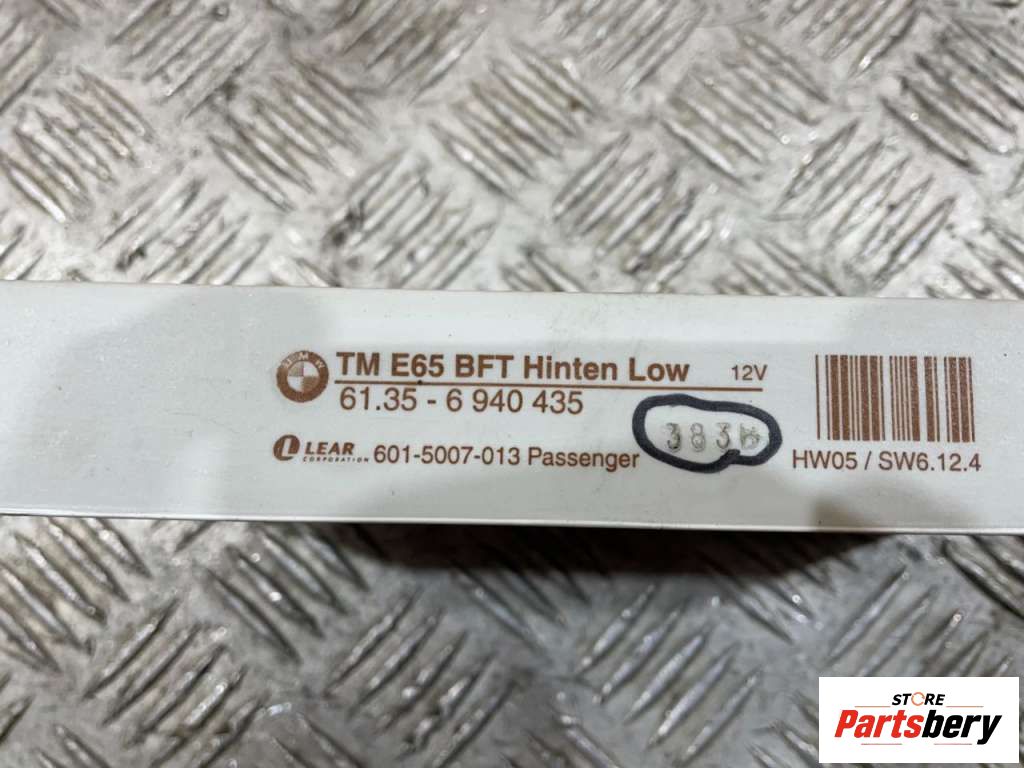 BMW
TM E65 BFT Hinten Low 12V
61.35 - 6 940 435
LEAR
CORPORATION
601-5007-013 Passenger
HW05 / SW6.12.4
STORE
Partsbery